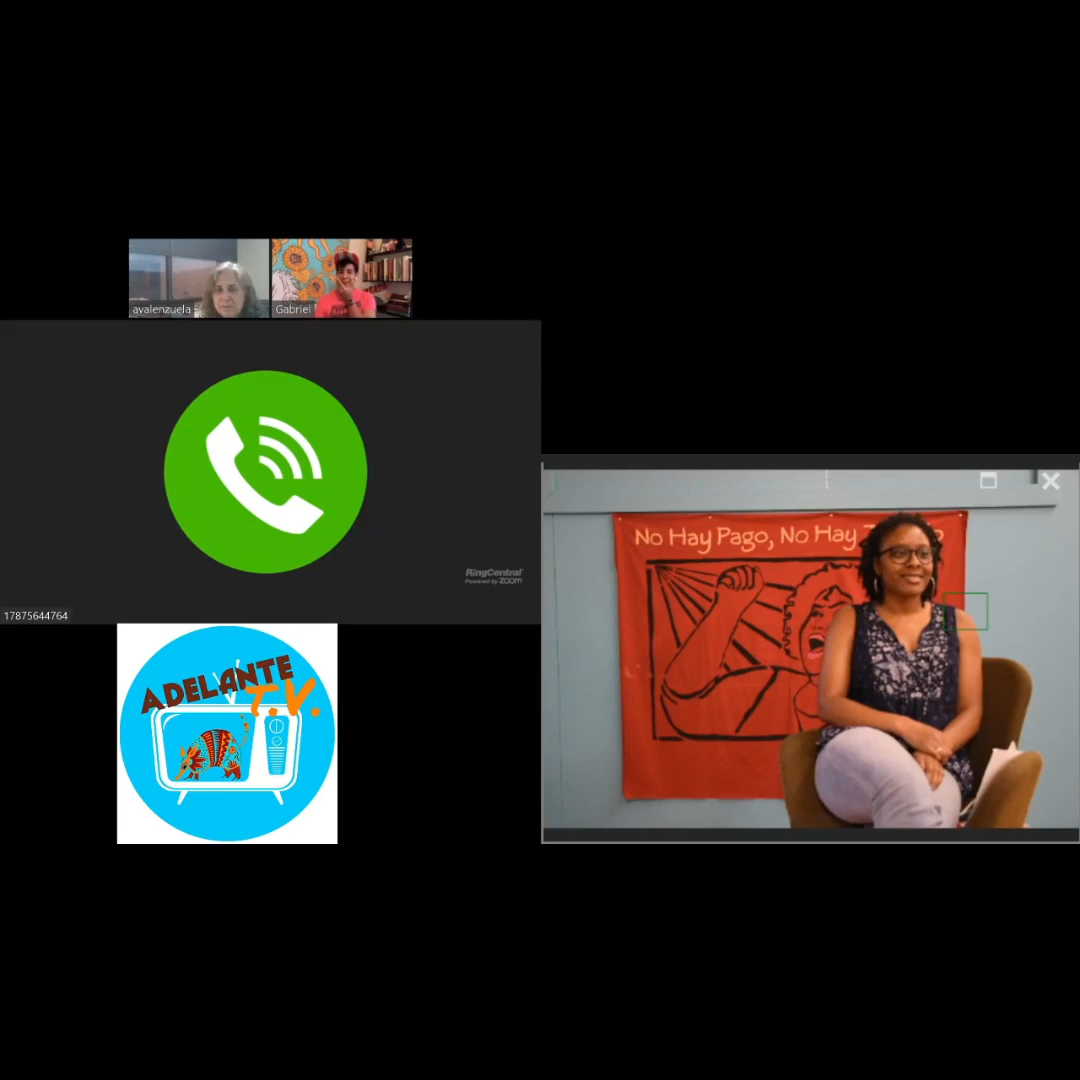 avalenzuela
Gabriel
RingCentral
Powered by zoom
17875644764
ADELANTE
T.V.
No Hay Pago, No Hay